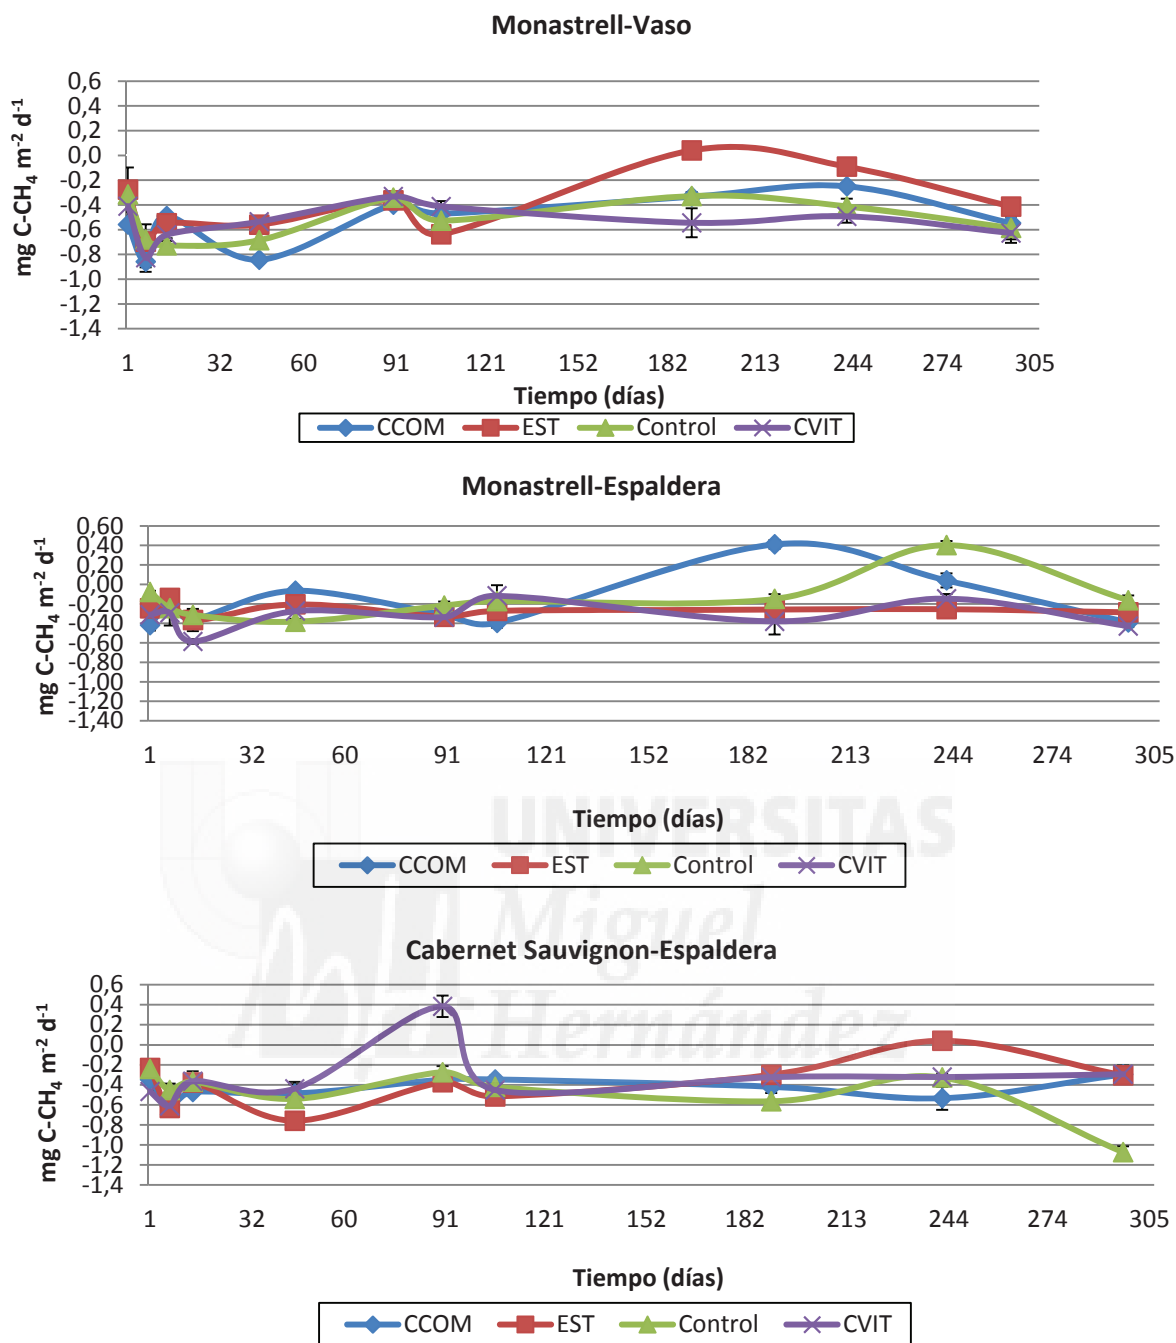 Monastrell-Vaso
0,6
0,4
0,2
0,0
-0,2
-0,4
-0,6
-0,8
-1,0
-1,2
-1,4
mg C-CH4 m-2 d-1
1 32 60 91 121 152 182 213 244 274 305
Tiempo (días)
CCOM EST Control CVIT
Monastrell-Espaldera
0,60
0,40
0,20
0,00
-0,20
-0,40
-0,60
-0,80
-1,00
-1,20
-1,40
mg C-CH4 m-2 d-1
1 32 60 91 121 152 182 213 244 274 305
Tiempo (días)
CCOM EST Control CVIT
UNIVERSITAS
Miguel
Hernández
Cabernet Sauvignon-Espaldera
0,6
0,4
0,2
0,0
-0,2
-0,4
-0,6
-0,8
-1,0
-1,2
-1,4
mg C-CH4 m-2 d-1
1 32 60 91 121 152 182 213 244 274 305
Tiempo (días)
CCOM EST Control CVIT